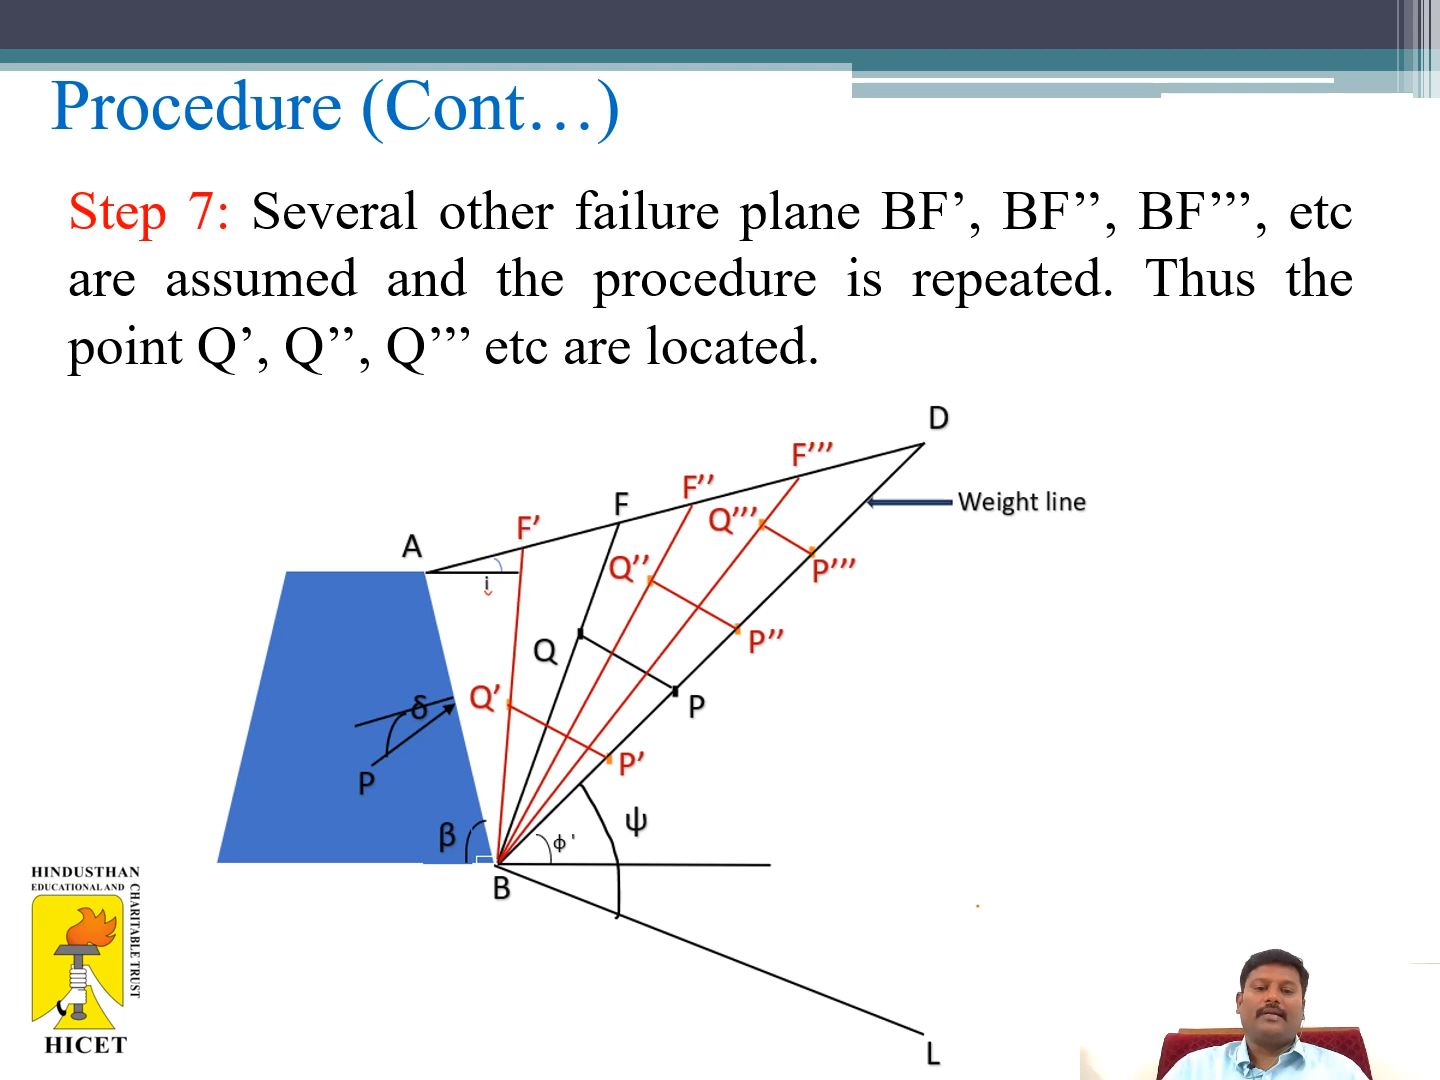 Procedure (Cont…)
Step 7: Several other failure plane BF’, BF’’, BF’’’, etc
are assumed and the procedure is repeated. Thus the
point Q’, Q’’, Q’’’ etc are located.
D
F’’’
F’’
F
Q’’’
Weight line
F’
A
Q’’
P’’’
i
P’’
Q
Q’
δ
P
P’
P
ψ
β
ϕ '
B
HINDUSTHAN
EDUCATIONAL AND
CHARITABLE TRUST
HICET
L